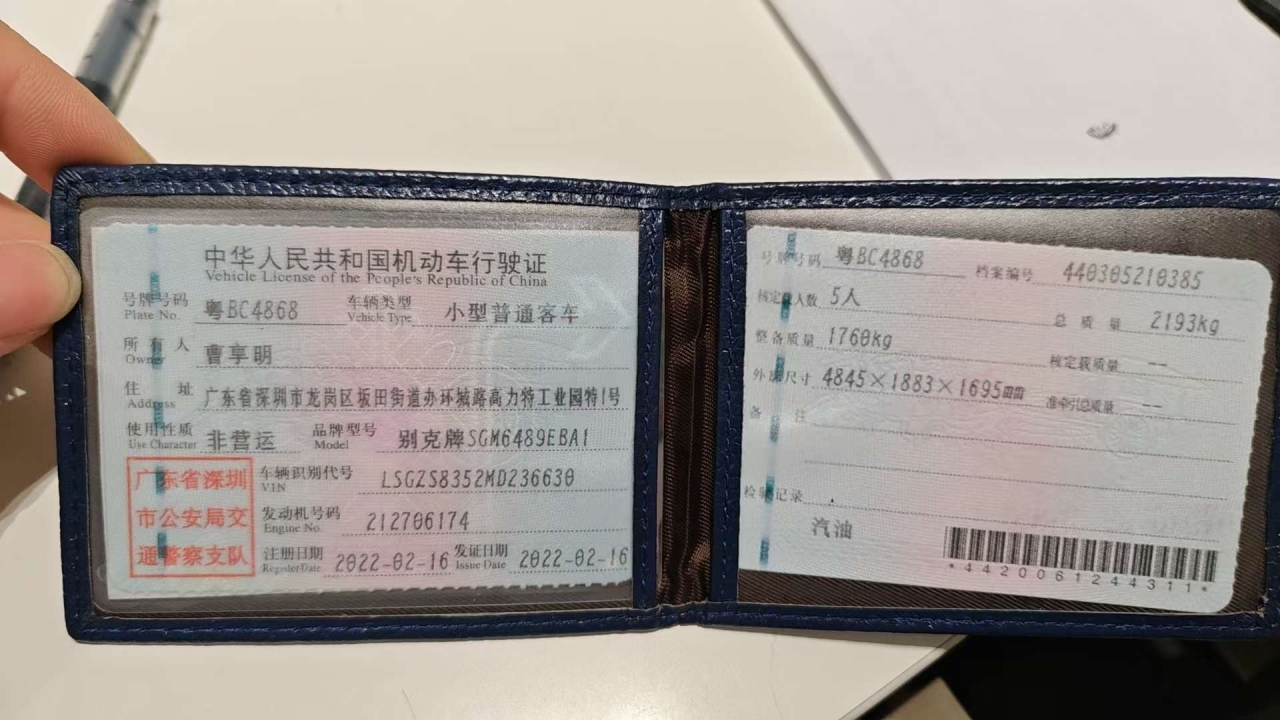 中华人民共和国机动车行驶证
Vehicle License of the People's Republic of China
号牌号码 粤BC4868 车辆类型 小型普通客车
Plate No. Vehicle Type
所有人 曹享明
Owner
住址 广东省深圳市龙岗区坂田街道办环城路高力特工业园特1号
Address
使用性质 非营运 品牌型号 别克牌SGM6489EBA1
Use Character Model
广东省深圳
市公安局交
通警察支队
车辆识别代号 LSGZS8352MD236630
VIN
发动机号码 212706174
Engine No.
注册日期 2022-02-16 发证日期 2022-02-16
Register Date Issue Date
号牌号码 粤BC4868 档案编号 440305210385
核定载人数 5人 总质量 2193kg
整备质量 1760kg 核定载质量 --
外廓尺寸 4845×1883×1695mm 准牵引总质量 --
备注
检验记录
汽油
*4420061244311*